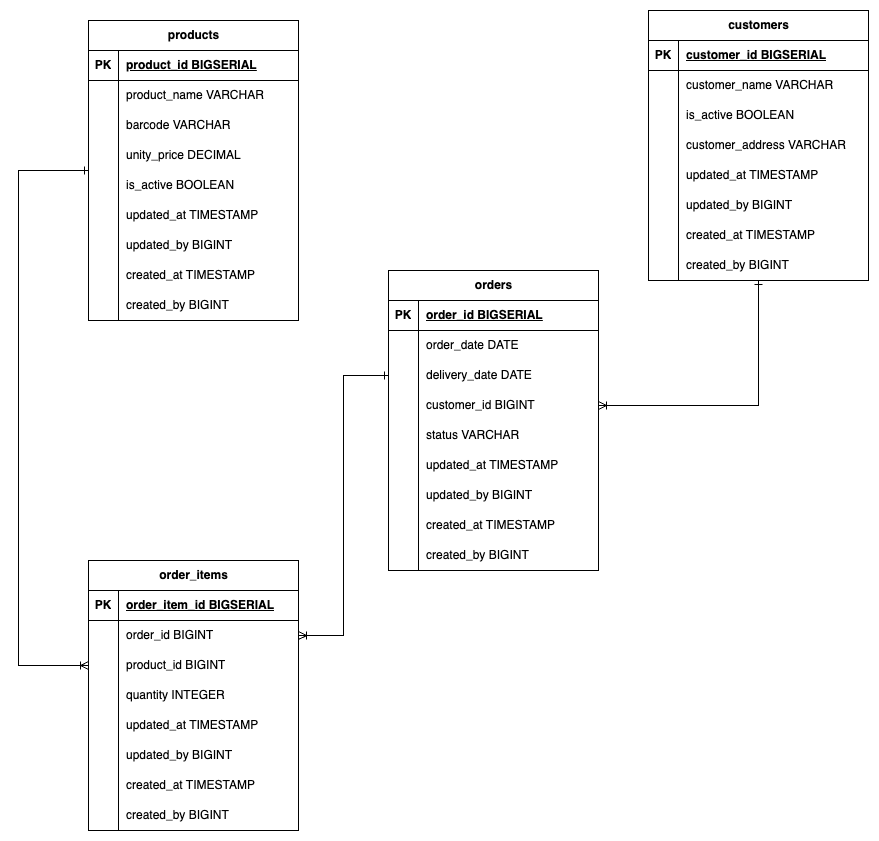 products
PK product_id BIGSERIAL
product_name VARCHAR
barcode VARCHAR
unity_price DECIMAL
is_active BOOLEAN
updated_at TIMESTAMP
updated_by BIGINT
created_at TIMESTAMP
created_by BIGINT
customers
PK customer_id BIGSERIAL
customer_name VARCHAR
is_active BOOLEAN
customer_address VARCHAR
updated_at TIMESTAMP
updated_by BIGINT
created_at TIMESTAMP
created_by BIGINT
orders
PK order_id BIGSERIAL
order_date DATE
delivery_date DATE
customer_id BIGINT
status VARCHAR
updated_at TIMESTAMP
updated_by BIGINT
created_at TIMESTAMP
created_by BIGINT
order_items
PK order_item_id BIGSERIAL
order_id BIGINT
product_id BIGINT
quantity INTEGER
updated_at TIMESTAMP
updated_by BIGINT
created_at TIMESTAMP
created_by BIGINT